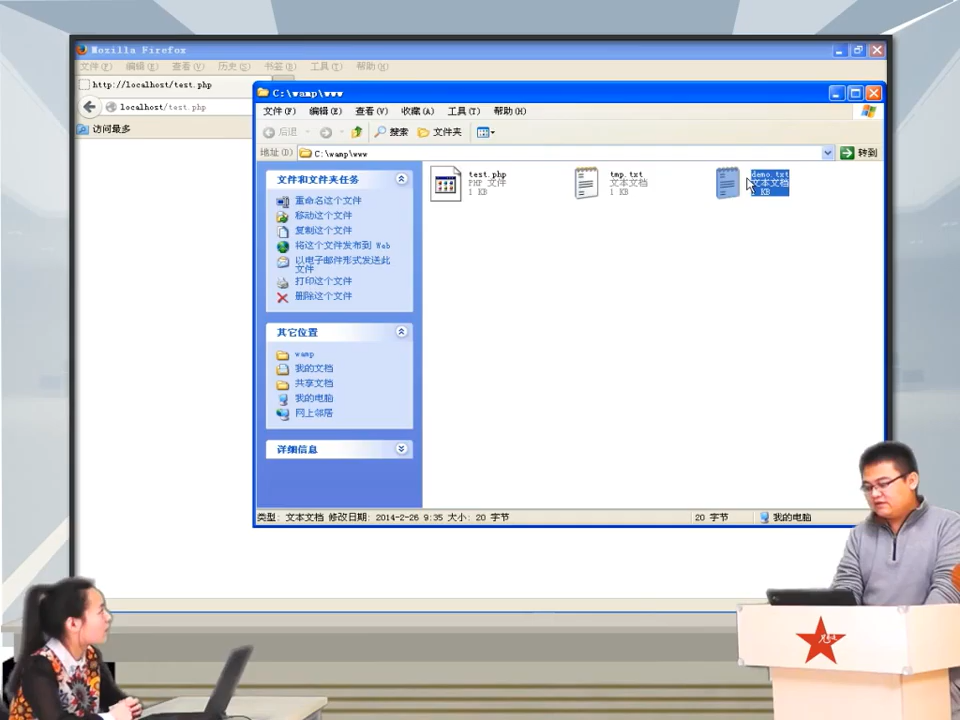 Mozilla Firefox
文件(F) 编辑(E) 查看(V) 历史(S) 书签(B) 工具(T) 帮助(H)
http://localhost/test.php
localhost/test.php
访问最多
C:\wamp\www
文件(F) 编辑(E) 查看(V) 收藏(A) 工具(T) 帮助(H)
后退 搜索 文件夹
地址(D) C:\wamp\www 转到
文件和文件夹任务
重命名这个文件
移动这个文件
复制这个文件
将这个文件发布到 Web
以电子邮件形式发送此
文件
打印这个文件
删除这个文件
其它位置
wamp
我的文档
共享文档
我的电脑
网上邻居
详细信息
test.php
PHP 文件
1 KB
tmp.txt
文本文档
1 KB
demo.txt
文本文档
1 KB
类型: 文本文档 修改日期: 2014-2-26 9:35 大小: 20 字节 20 字节 我的电脑